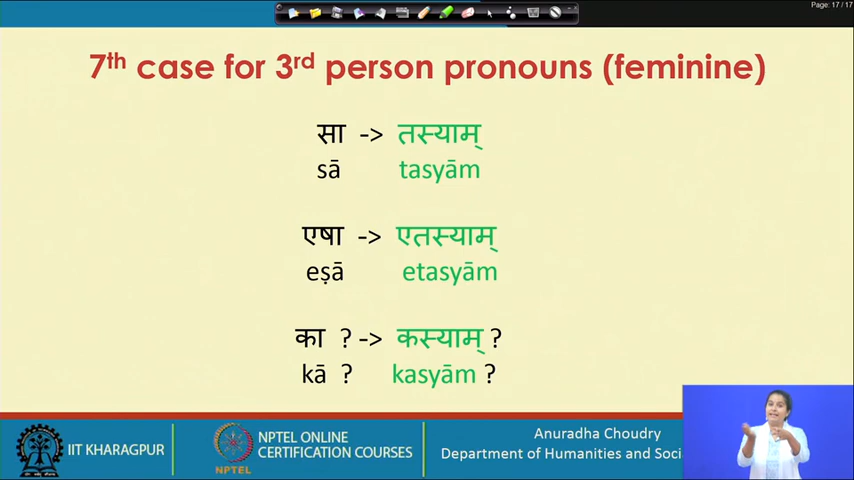 Page: 17 / 17
7th case for 3rd person pronouns (feminine)
सा -> तस्याम्
sā tasyām
एषा -> एतस्याम्
eṣā etasyām
का ? -> कस्याम् ?
kā ? kasyām ?
IIT KHARAGPUR
NPTEL
NPTEL ONLINE
CERTIFICATION COURSES
Anuradha Choudry
Department of Humanities and Soci